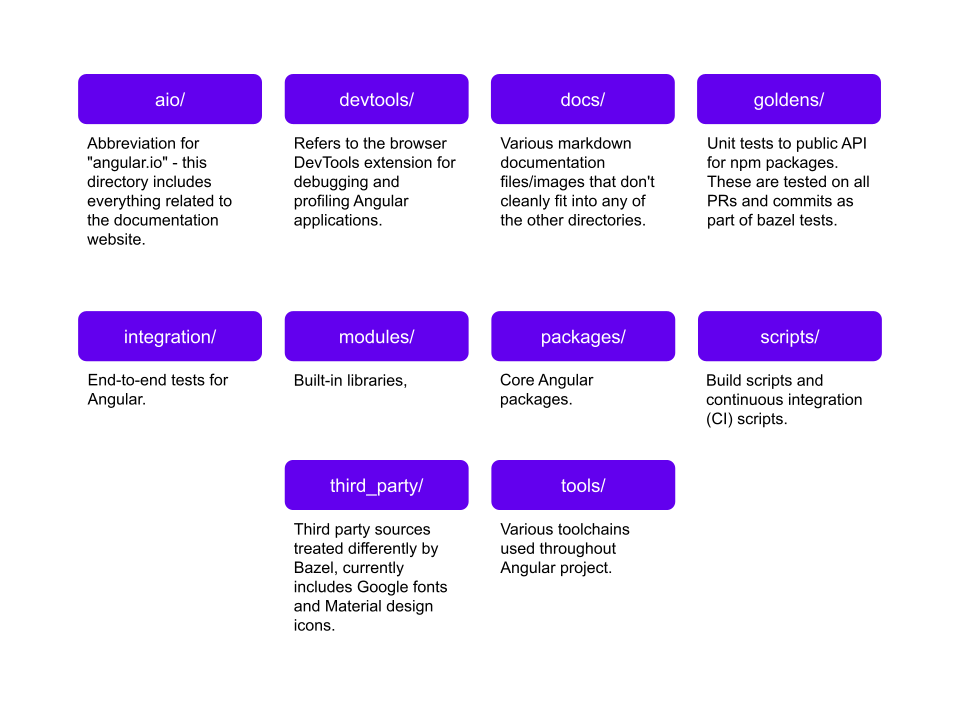 aio/
Abbreviation for
"angular.io" - this
directory includes
everything related to
the documentation
website.
devtools/
Refers to the browser
DevTools extension for
debugging and
profiling Angular
applications.
docs/
Various markdown
documentation
files/images that don't
cleanly fit into any of
the other directories.
goldens/
Unit tests to public API
for npm packages.
These are tested on all
PRs and commits as
part of bazel tests.
integration/
End-to-end tests for
Angular.
modules/
Built-in libraries,
packages/
Core Angular
packages.
scripts/
Build scripts and
continuous integration
(CI) scripts.
third_party/
Third party sources
treated differently by
Bazel, currently
includes Google fonts
and Material design
icons.
tools/
Various toolchains
used throughout
Angular project.